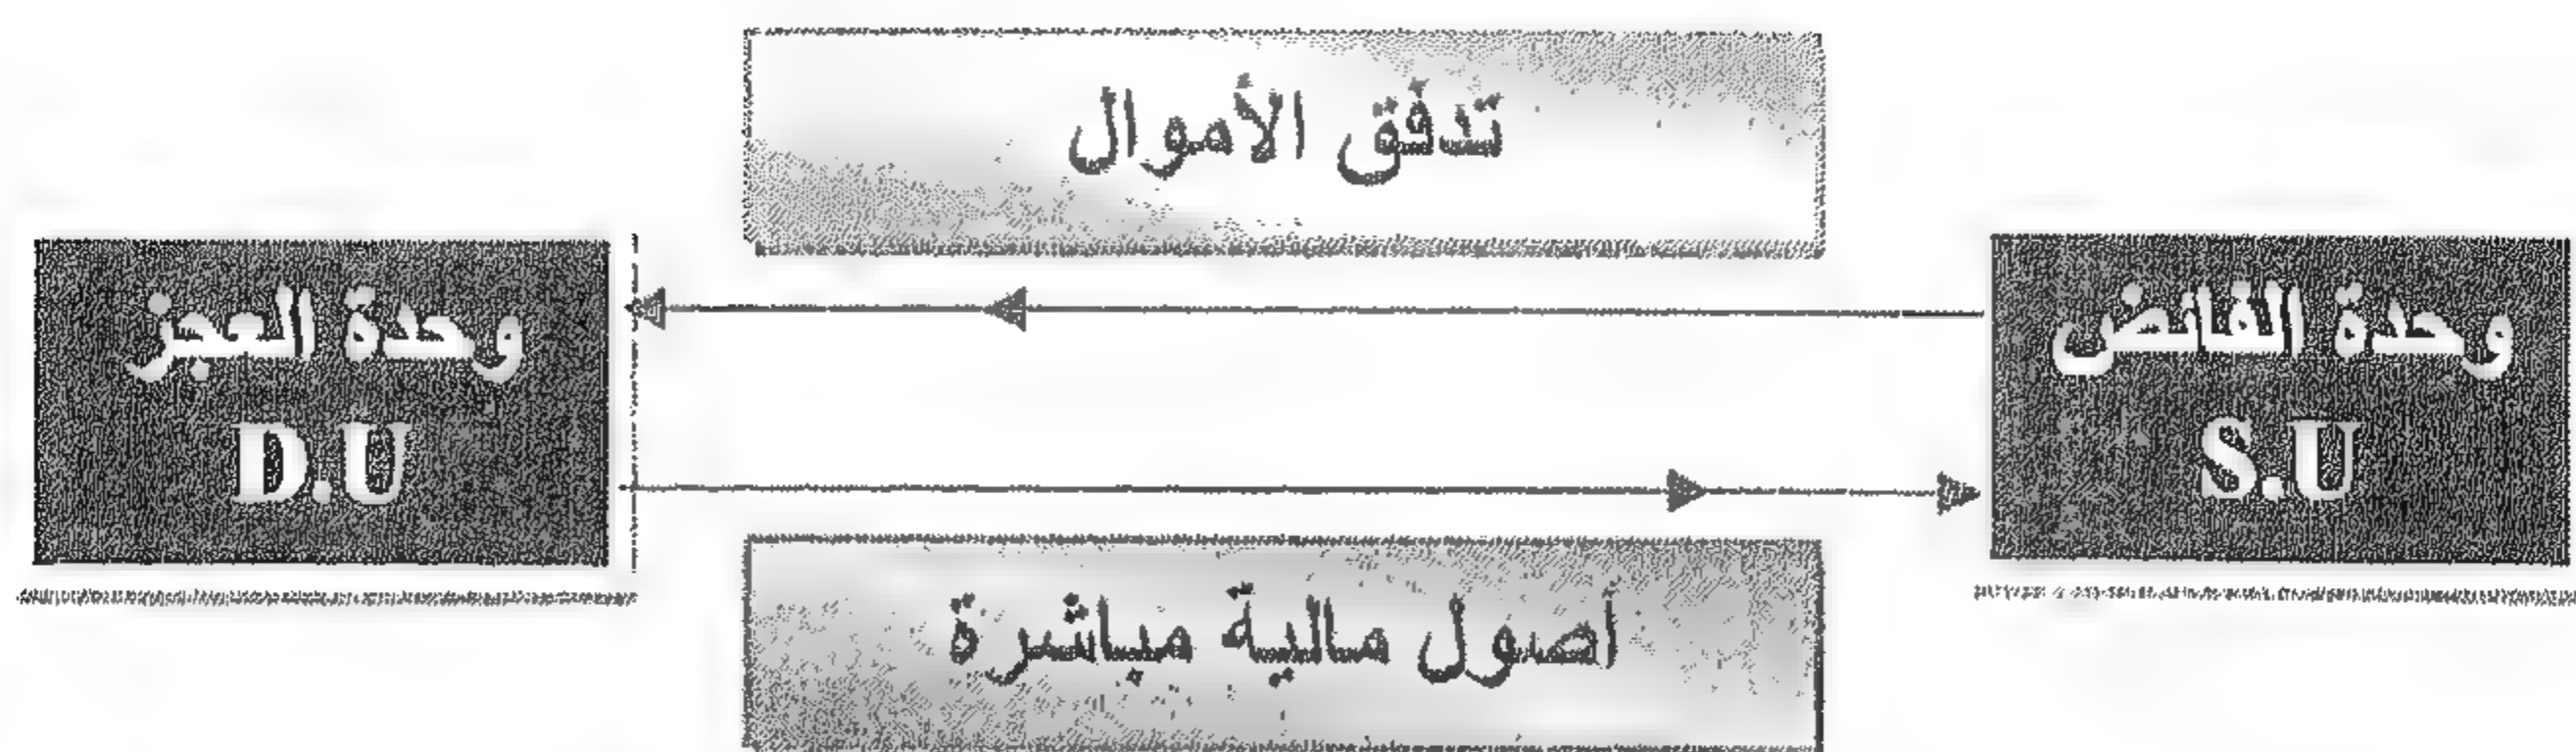 تدفق الأموال
وحدة الفائض
S.U
وحدة العجز
D.U
أصول مالية مباشرة